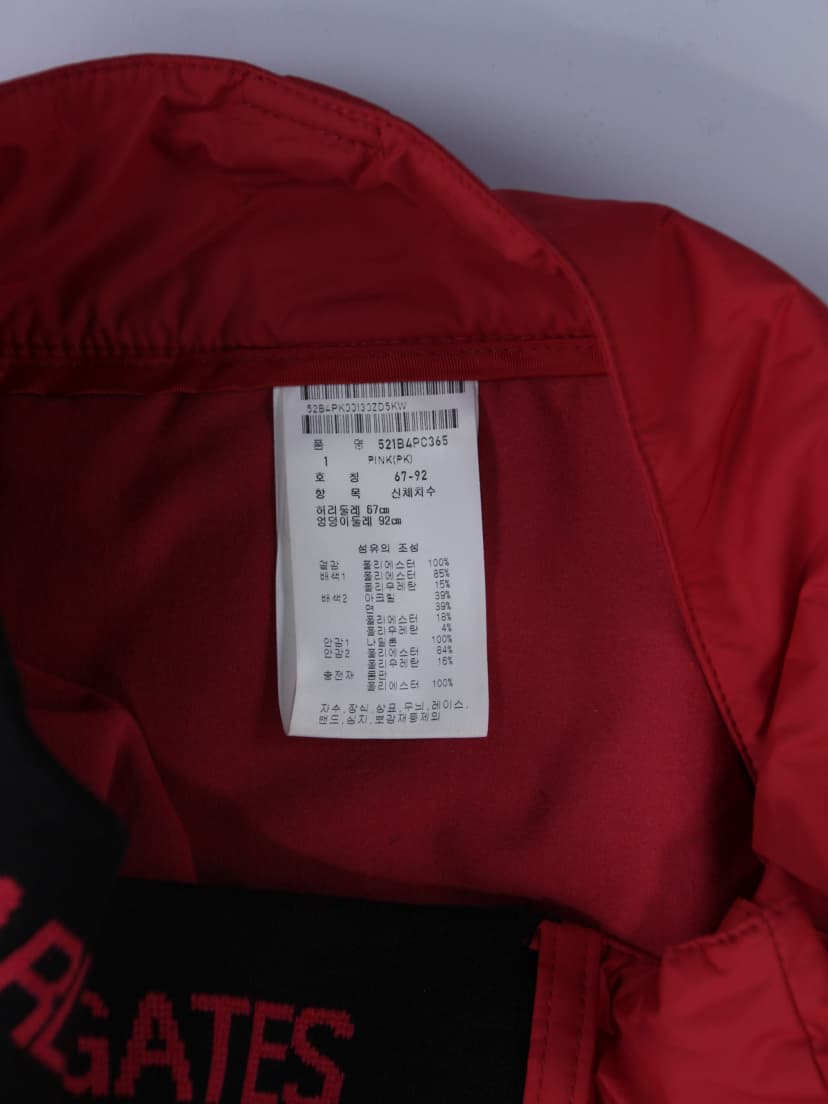 52B4PK00130ZD5KW
품 명 521B4PC365
1 PINK(PK)
호 칭 67-92
항 목 신체치수
허리둘레 67㎝
엉덩이둘레 92㎝
섬유의 조성
겉감 폴리에스터 100%
배색1 폴리에스터 85%
폴리우레탄 15%
배색2 아크릴 39%
면 39%
폴리에스터 18%
폴리우레탄 4%
안감1 나일론 100%
안감2 폴리에스터 84%
폴리우레탄 16%
충전재 몸판
폴리에스터 100%
자수,장식,상표,무늬,레이스,
밴드,심지,보강재등제외
RLGATES